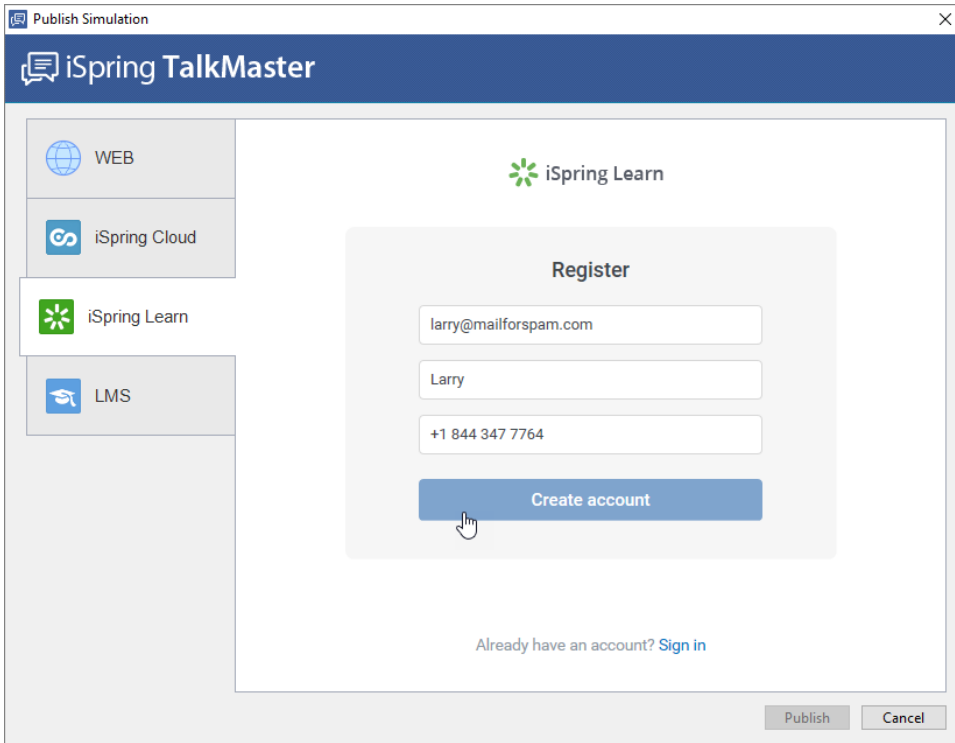 Publish Simulation
iSpring TalkMaster
WEB
iSpring Cloud
iSpring Learn
LMS
iSpring Learn
Register
larry@mailforspam.com
Larry
+1 844 347 7764
Create account
Already have an account? Sign in
Publish
Cancel